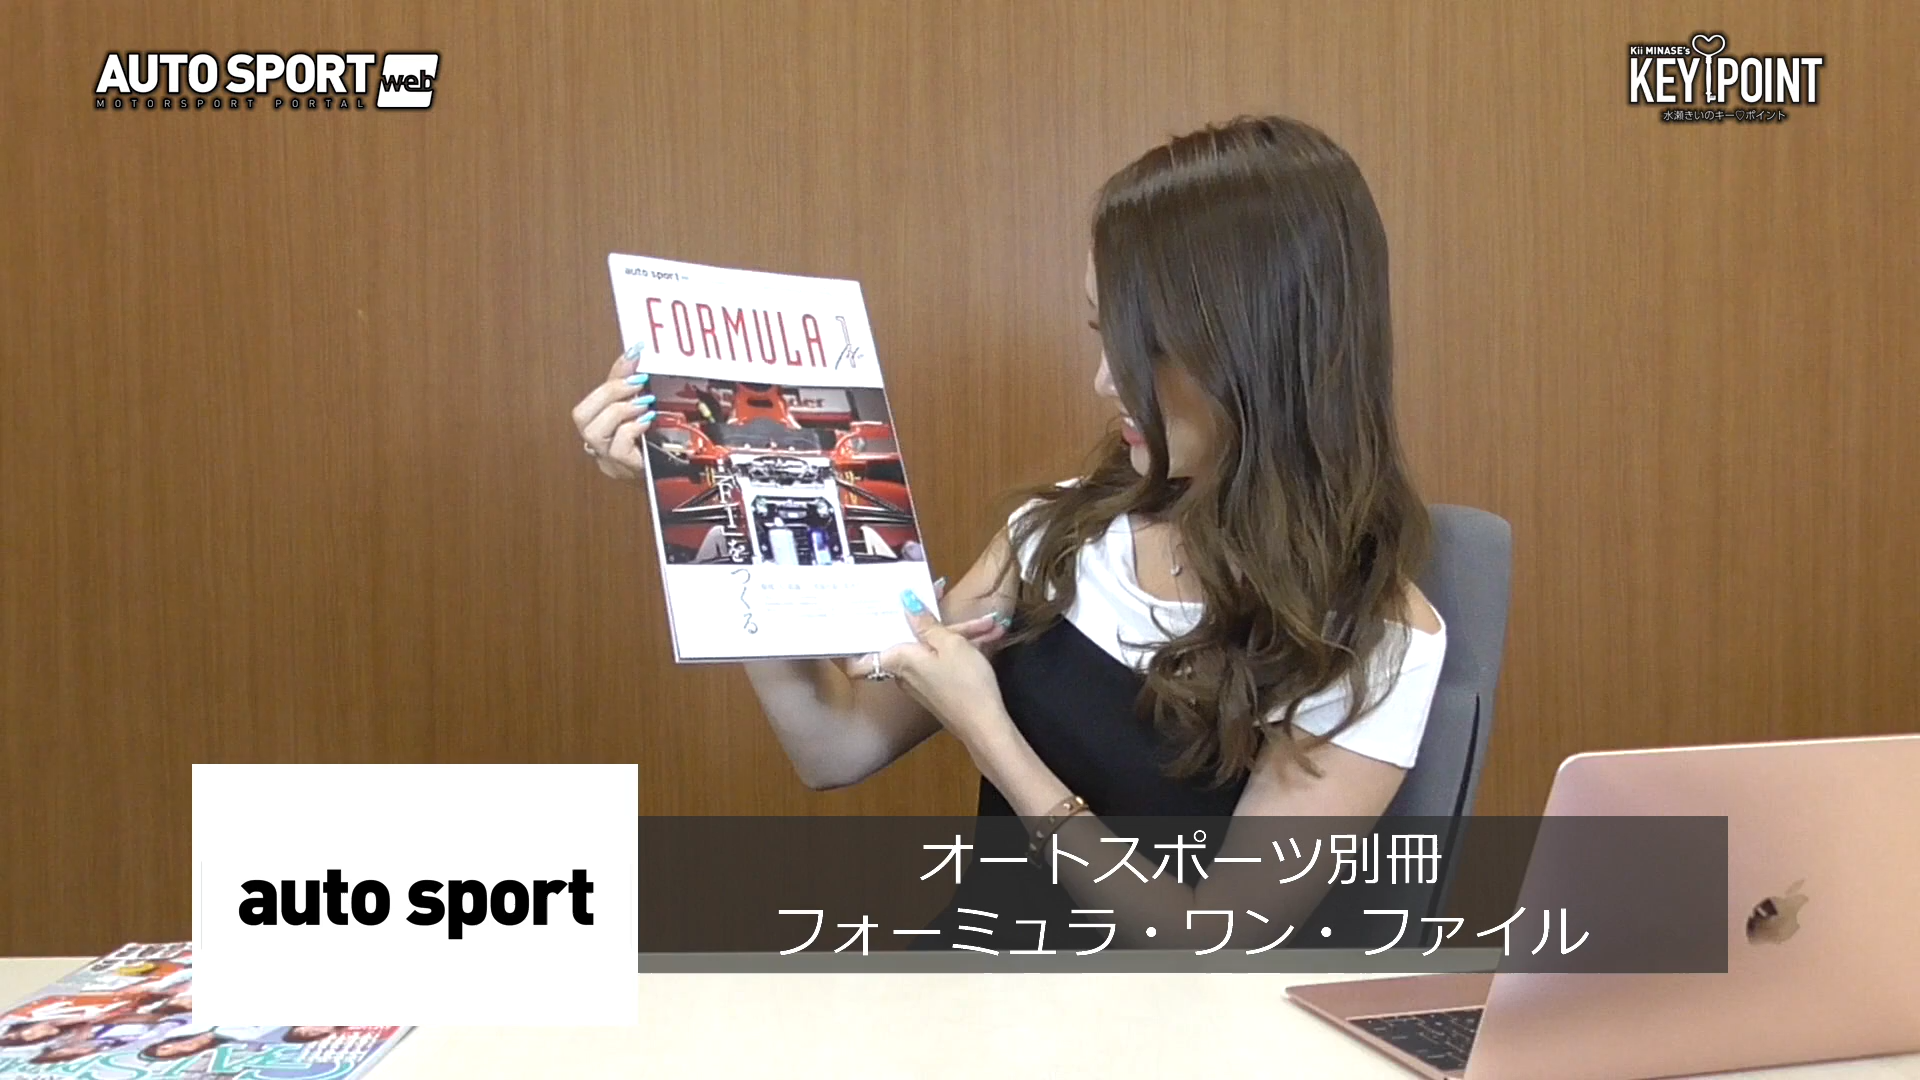 AUTO SPORT web
MOTORSPORT PORTAL
Kii MINASE's
KEY POINT
水瀬きいのキー♡ポイント
auto sport
FORMULA 1
F1をつくる
auto sport
オートスポーツ別冊
フォーミュラ・ワン・ファイル